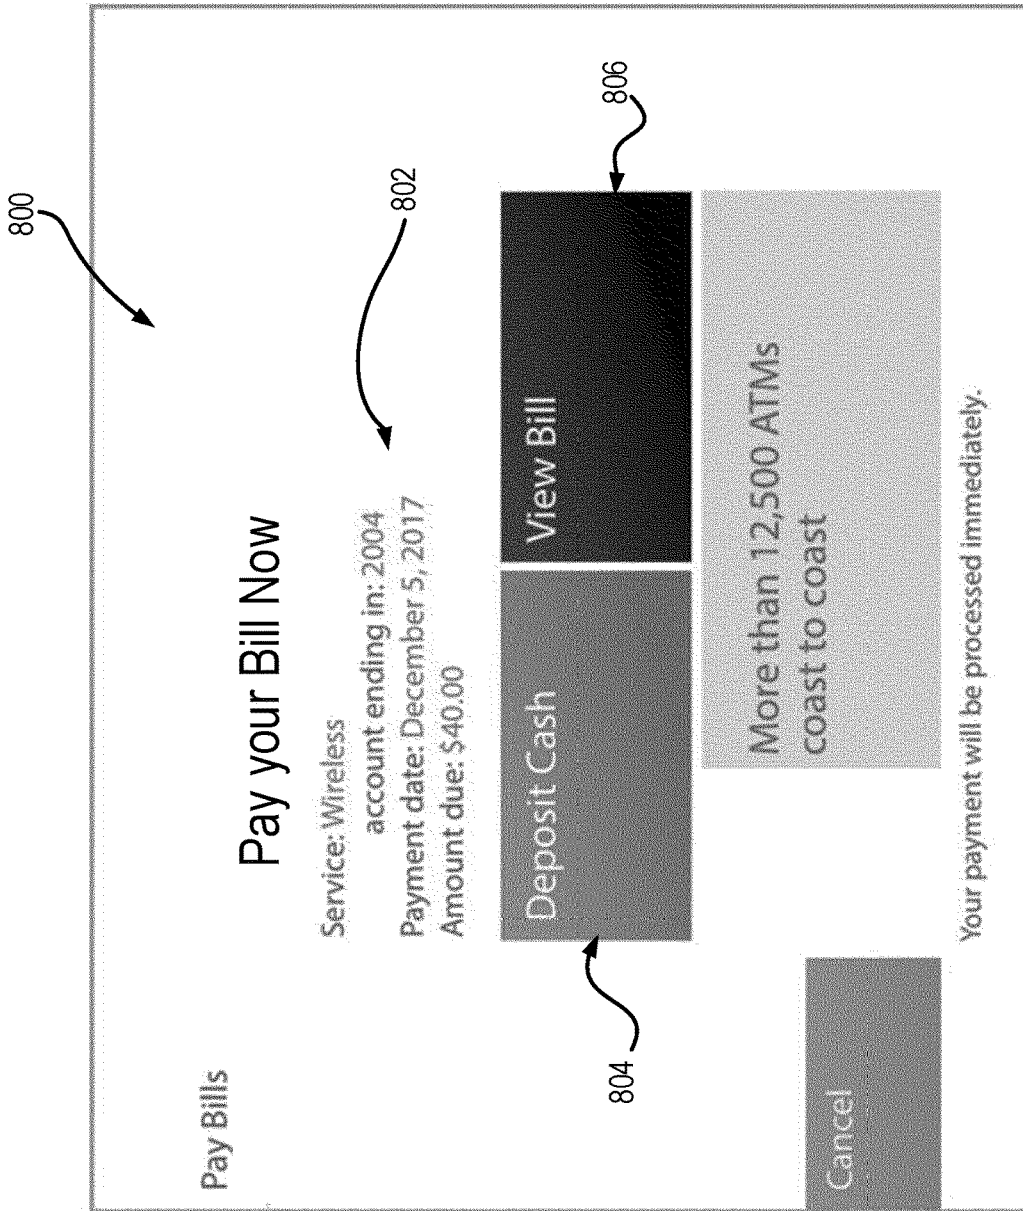 800
Pay Bills
Pay your Bill Now
802
Service: Wireless
account ending in: 2004
Payment date: December 5, 2017
Amount due: $40.00
804
806
Deposit Cash
View Bill
More than 12,500 ATMs
coast to coast
Cancel
Your payment will be processed immediately.